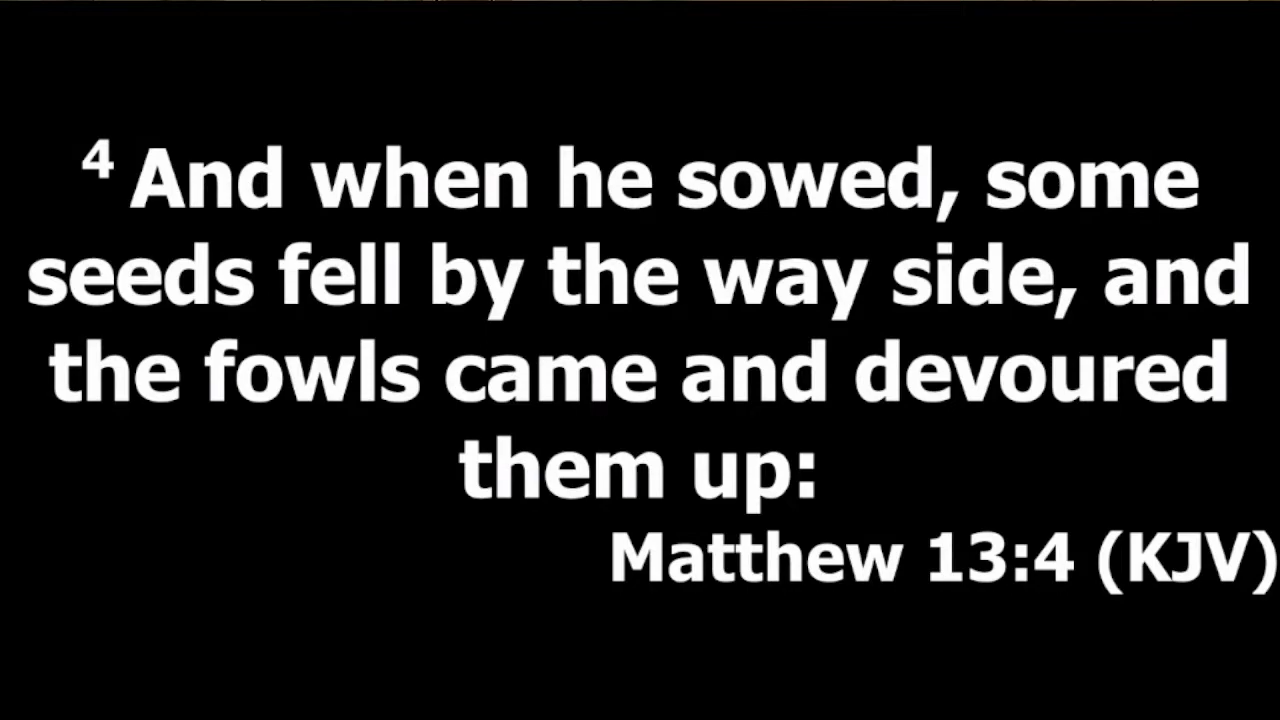 4 And when he sowed, some
seeds fell by the way side, and
the fowls came and devoured
them up:
Matthew 13:4 (KJV)